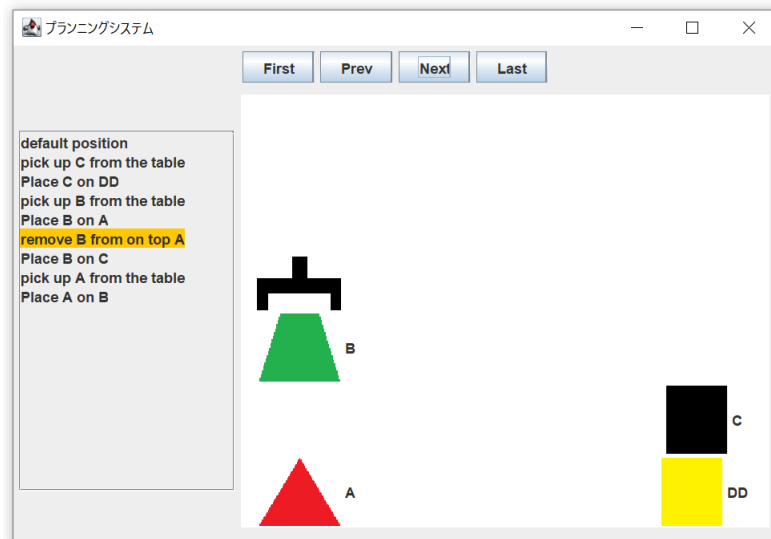 プランニングシステム
First Prev Next Last
default position
pick up C from the table
Place C on DD
pick up B from the table
Place B on A
remove B from on top A
Place B on C
pick up A from the table
Place A on B
B
C
A
DD